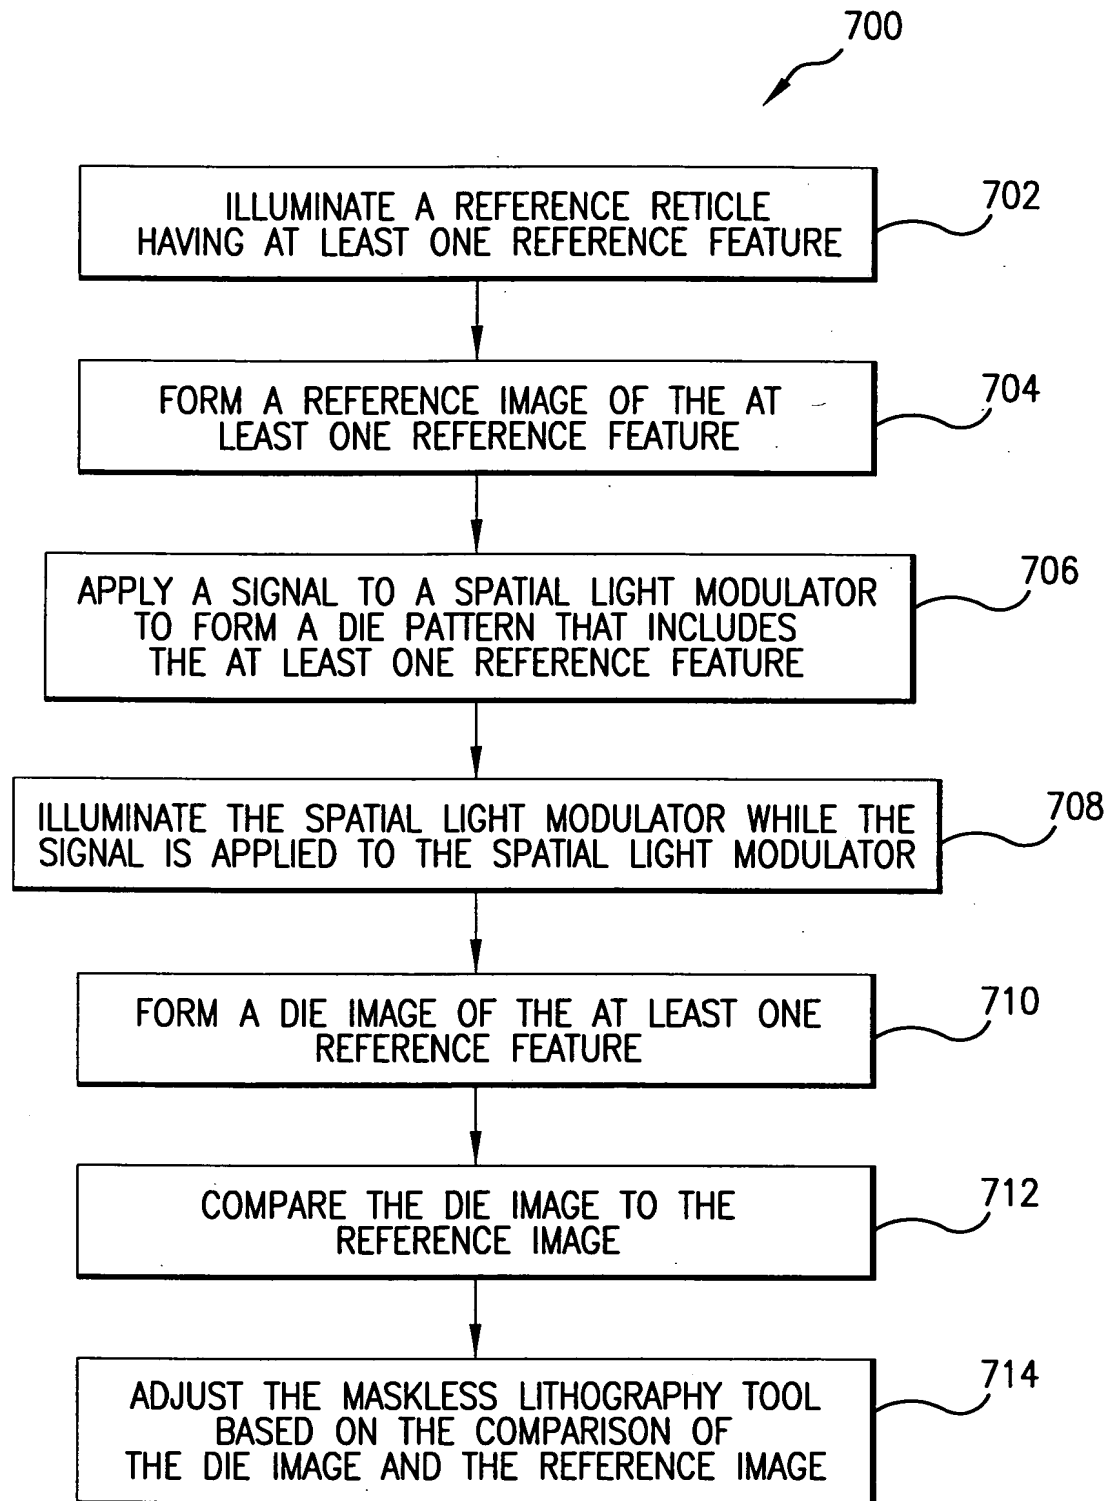 700
ILLUMINATE A REFERENCE RETICLE
HAVING AT LEAST ONE REFERENCE FEATURE
702
FORM A REFERENCE IMAGE OF THE AT
LEAST ONE REFERENCE FEATURE
704
APPLY A SIGNAL TO A SPATIAL LIGHT MODULATOR
TO FORM A DIE PATTERN THAT INCLUDES
THE AT LEAST ONE REFERENCE FEATURE
706
ILLUMINATE THE SPATIAL LIGHT MODULATOR WHILE THE
SIGNAL IS APPLIED TO THE SPATIAL LIGHT MODULATOR
708
FORM A DIE IMAGE OF THE AT LEAST ONE
REFERENCE FEATURE
710
COMPARE THE DIE IMAGE TO THE
REFERENCE IMAGE
712
ADJUST THE MASKLESS LITHOGRAPHY TOOL
BASED ON THE COMPARISON OF
THE DIE IMAGE AND THE REFERENCE IMAGE
714